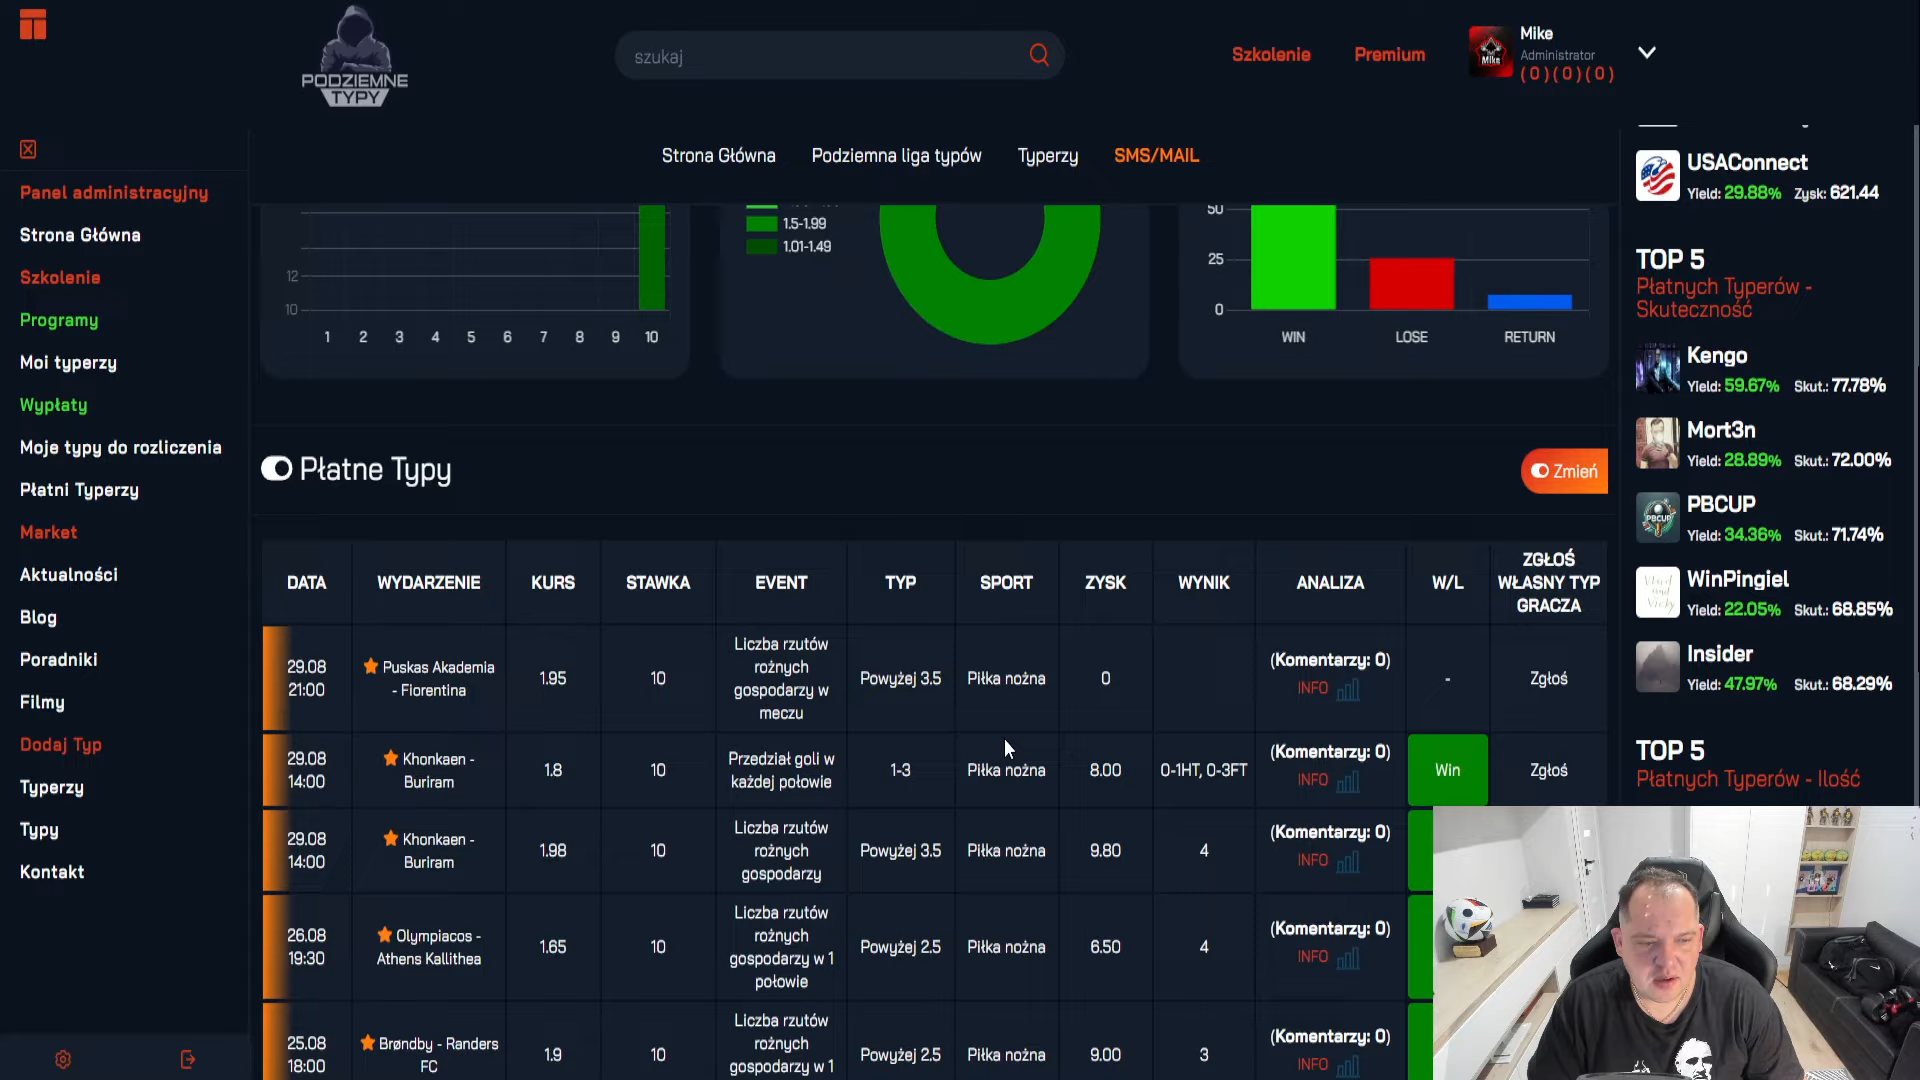 PODZIEMNE
TYPY
szukaj
Szkolenie
Premium
Mike
Administrator
(0)(0)(0)
Strona Główna
Podziemna liga typów
Typerzy
SMS/MAIL
Panel administracyjny
Strona Główna
Szkolenie
Programy
Moi typerzy
Wypłaty
Moje typy do rozliczenia
Płatni Typerzy
Market
Aktualności
Blog
Poradniki
Filmy
Dodaj Typ
Typerzy
Typy
Kontakt
12
10
1 2 3 4 5 6 7 8 9 10
1.5-1.99
1.01-1.49
50
25
0
WIN LOSE RETURN
Płatne Typy
Zmień
DATA WYDARZENIE KURS STAWKA EVENT TYP SPORT ZYSK WYNIK ANALIZA W/L ZGŁOŚ
WŁASNY TYP
GRACZA
29.08
21:00
Puskas Akademia
- Fiorentina
1.95
10
Liczba rzutów
rożnych
gospodarzy w
meczu
Powyżej 3.5
Piłka nożna
0
(Komentarzy: 0)
INFO
-
Zgłoś
29.08
14:00
Khonkaen -
Buriram
1.8
10
Przedział goli w
każdej połowie
1-3
Piłka nożna
8.00
0-1HT, 0-3FT
(Komentarzy: 0)
INFO
Win
Zgłoś
29.08
14:00
Khonkaen -
Buriram
1.98
10
Liczba rzutów
rożnych
gospodarzy
Powyżej 3.5
Piłka nożna
9.80
4
(Komentarzy: 0)
INFO
26.08
19:30
Olympiacos -
Athens Kallithea
1.65
10
Liczba rzutów
rożnych
gospodarzy w 1
połowie
Powyżej 2.5
Piłka nożna
6.50
4
(Komentarzy: 0)
INFO
25.08
18:00
Brøndby - Randers
FC
1.9
10
Liczba rzutów
rożnych
gospodarzy w 1
Powyżej 2.5
Piłka nożna
9.00
3
(Komentarzy: 0)
INFO
USAConnect
Yield: 29.88% Zysk: 621.44
TOP 5
Płatnych Typerów -
Skuteczność
Kengo
Yield: 59.67% Skut.: 77.78%
Mort3n
Yield: 28.89% Skut.: 72.00%
PBCUP
Yield: 34.36% Skut.: 71.74%
WinPingiel
Yield: 22.05% Skut.: 68.85%
Insider
Yield: 47.97% Skut.: 68.29%
TOP 5
Płatnych Typerów - Ilość